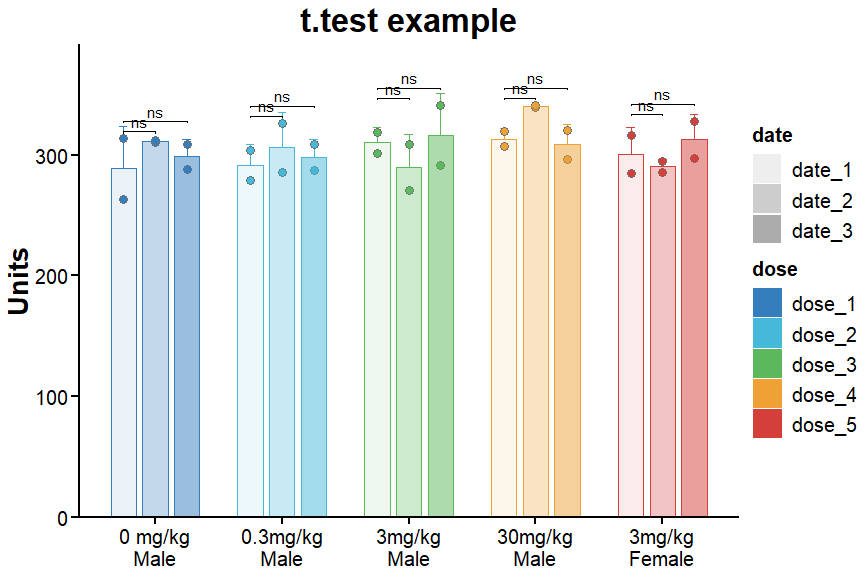 t.test example
Units
300
200
100
0
ns
ns
ns
ns
ns
ns
ns
ns
ns
ns
0 mg/kg
Male
0.3mg/kg
Male
3mg/kg
Male
30mg/kg
Male
3mg/kg
Female
date
date_1
date_2
date_3
dose
dose_1
dose_2
dose_3
dose_4
dose_5